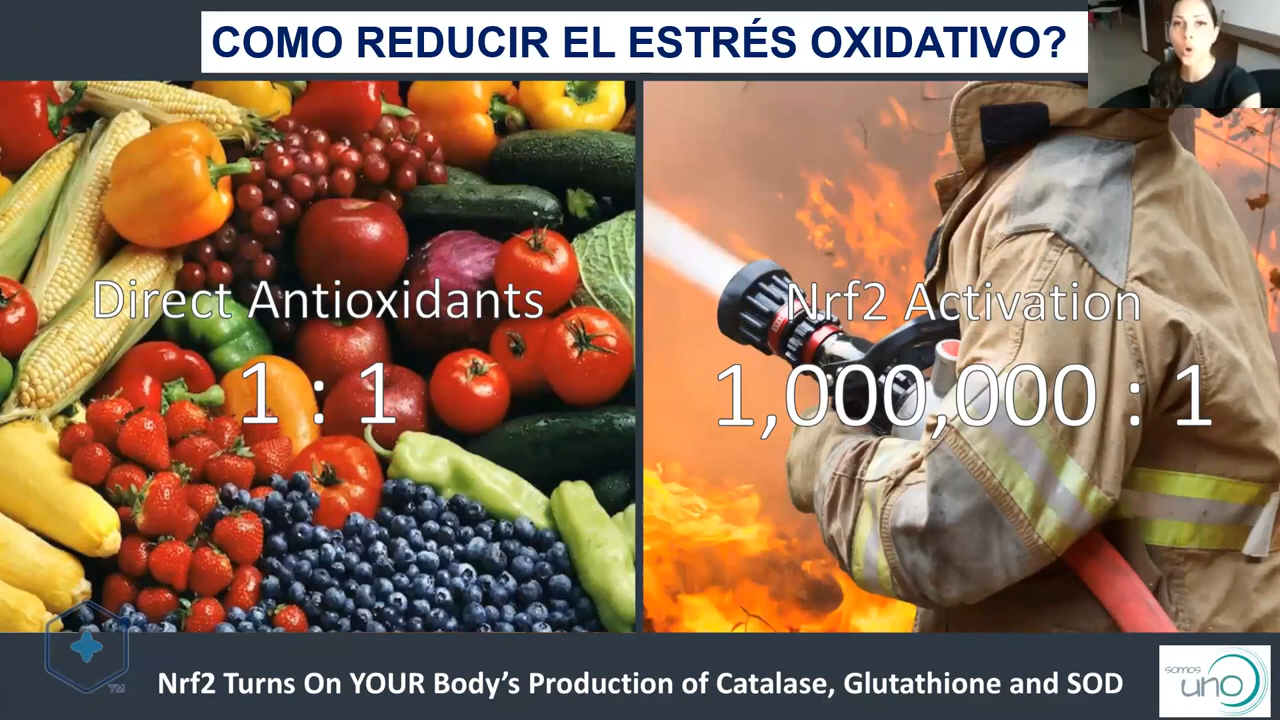 COMO REDUCIR EL ESTRÉS OXIDATIVO?
Direct Antioxidants
1 : 1
Nrf2 Activation
1,000,000 : 1
TM
Nrf2 Turns On YOUR Body's Production of Catalase, Glutathione and SOD
somos
uno